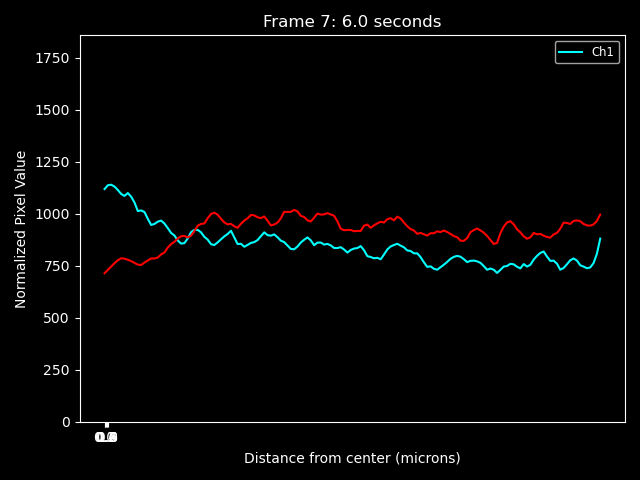 Frame 7: 6.0 seconds
Ch1
1750
1500
1250
1000
750
500
250
0
Normalized Pixel Value
Distance from center (microns)